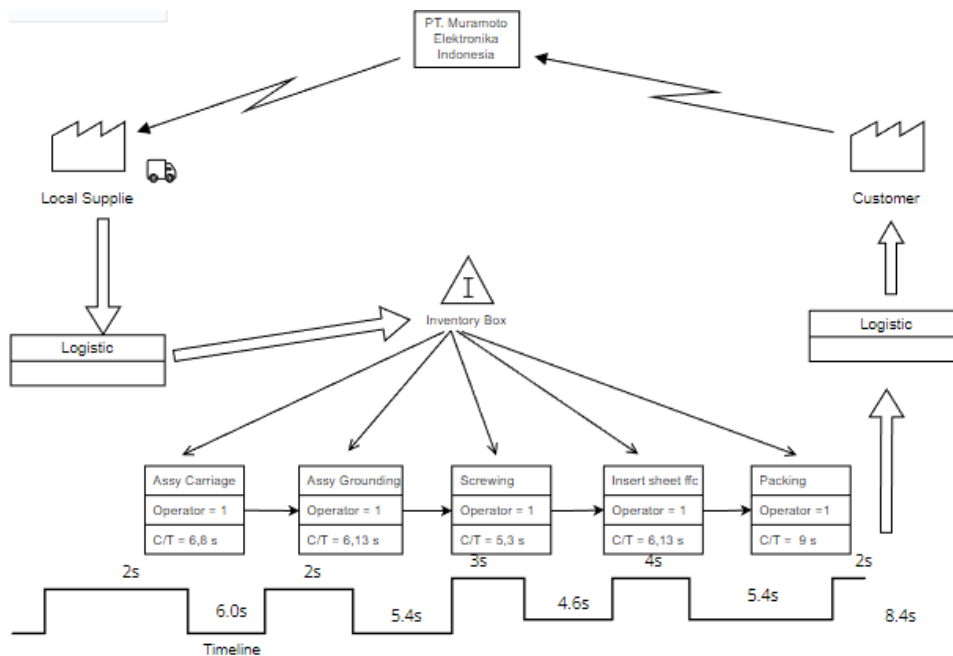 PT. Muramoto
Elektronika
Indonesia
Local Supplie
Customer
Inventory Box
I
Logistic
Logistic
Assy Carriage
Operator = 1
C/T = 6,8 s
Assy Grounding
Operator = 1
C/T = 6,13 s
Screwing
Operator = 1
C/T = 5,3 s
Insert sheet ffc
Operator = 1
C/T = 6,13 s
Packing
Operator =1
C/T = 9 s
2s
2s
3s
4s
2s
6.0s
5.4s
4.6s
5.4s
8.4s
Timeline